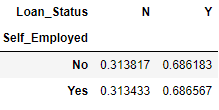 Loan_Status N Y
Self_Employed
No 0.313817 0.686183
Yes 0.313433 0.686567